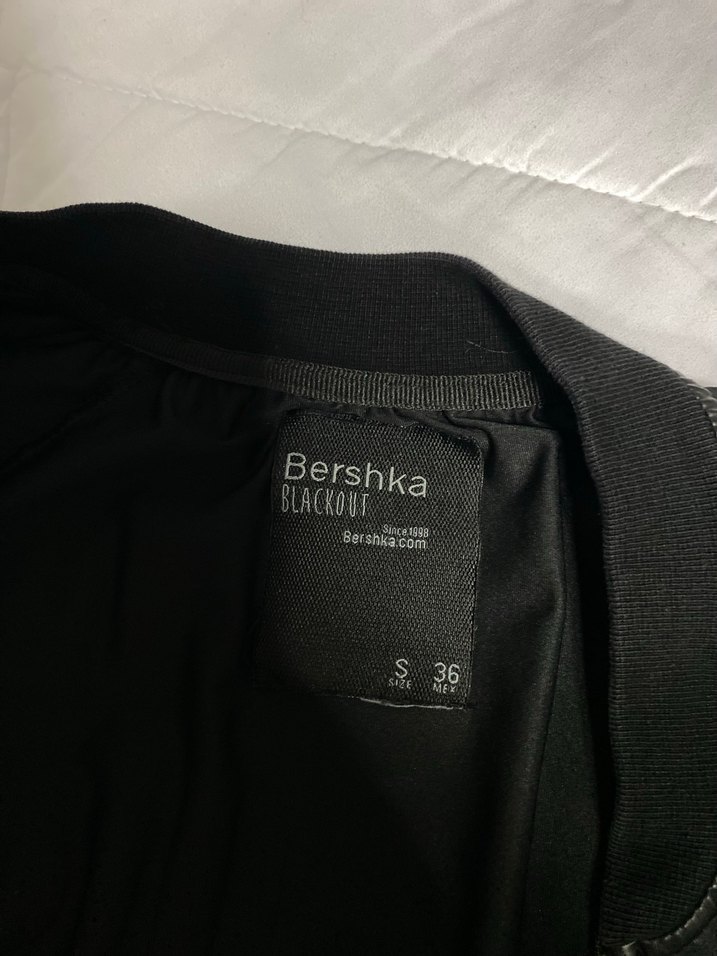 Bershka
BLACKOUT
Since 1998
Bershka.com
S 36
SIZE MEX